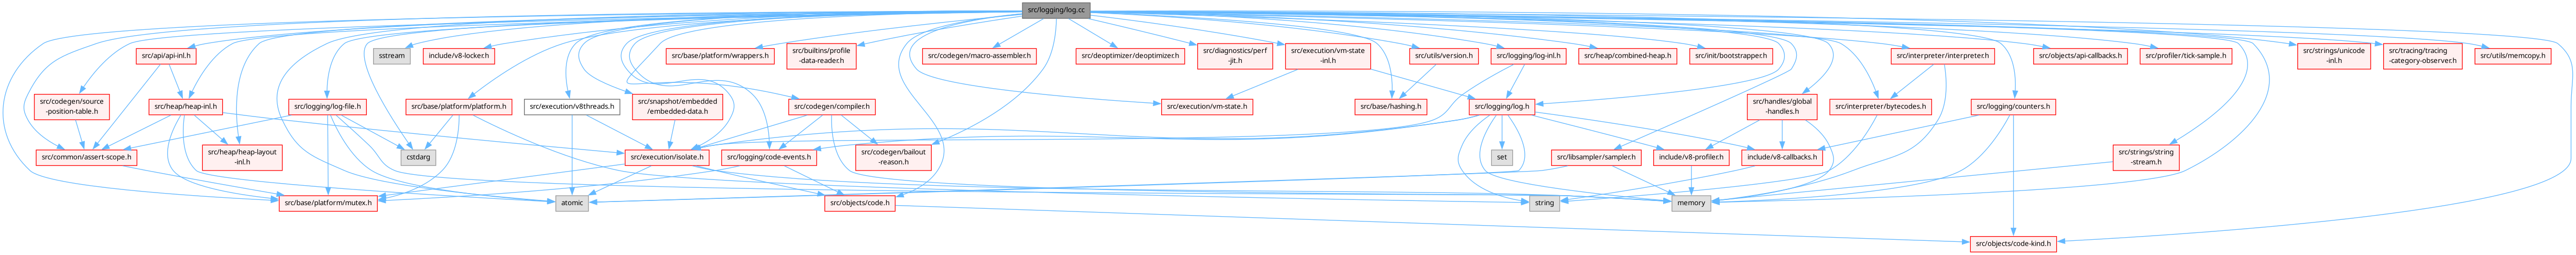 src/logging/log.cc
src/api/api-inl.h
sstream
include/v8-locker.h
src/base/platform/wrappers.h
src/builtins/profile
-data-reader.h
src/codegen/macro-assembler.h
src/deoptimizer/deoptimizer.h
src/diagnostics/perf
-jit.h
src/execution/vm-state
-inl.h
src/utils/version.h
src/logging/log-inl.h
src/heap/combined-heap.h
src/init/bootstrapper.h
src/interpreter/interpreter.h
src/objects/api-callbacks.h
src/profiler/tick-sample.h
src/strings/unicode
-inl.h
src/tracing/tracing
-category-observer.h
src/utils/memcopy.h
src/codegen/source
-position-table.h
src/heap/heap-inl.h
src/logging/log-file.h
src/base/platform/platform.h
src/execution/v8threads.h
src/snapshot/embedded
/embedded-data.h
src/codegen/compiler.h
src/execution/vm-state.h
src/base/hashing.h
src/logging/log.h
src/handles/global
-handles.h
src/interpreter/bytecodes.h
src/logging/counters.h
src/common/assert-scope.h
src/heap/heap-layout
-inl.h
cstdarg
src/execution/isolate.h
src/logging/code-events.h
src/codegen/bailout
-reason.h
set
src/libsampler/sampler.h
include/v8-profiler.h
include/v8-callbacks.h
src/strings/string
-stream.h
src/base/platform/mutex.h
atomic
src/objects/code.h
string
memory
src/objects/code-kind.h